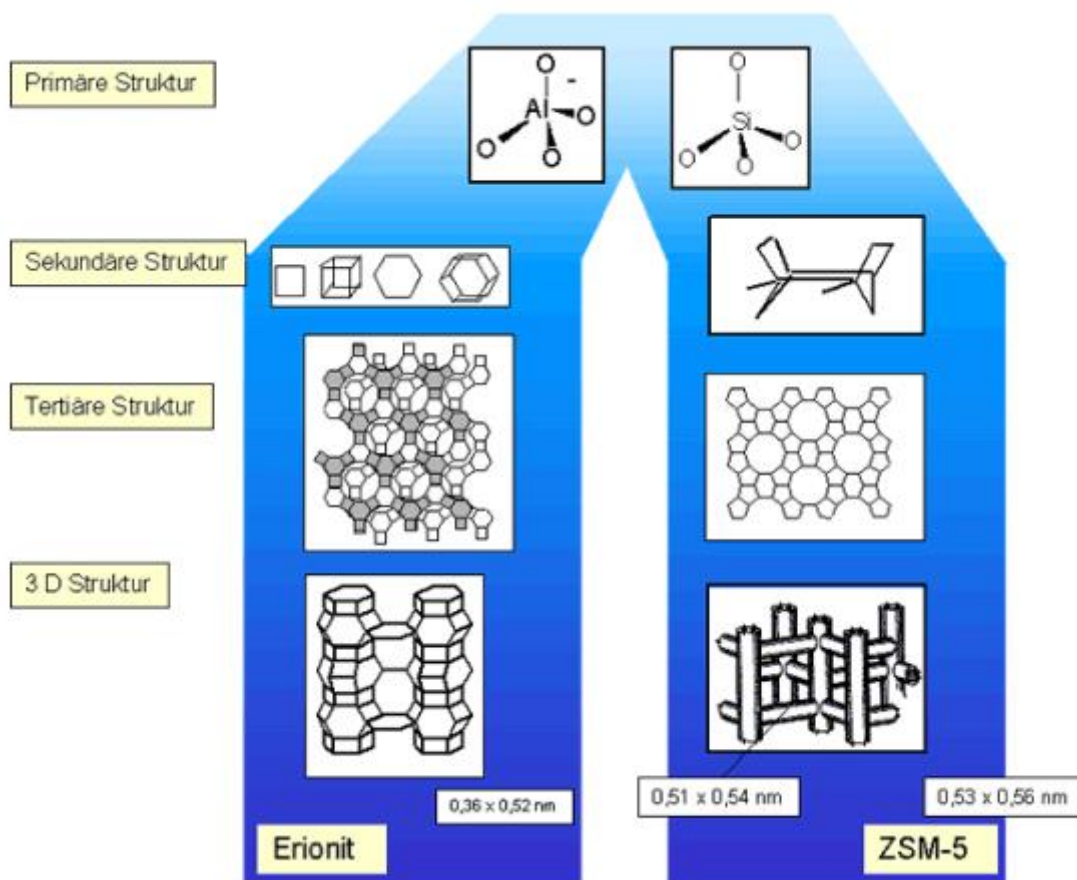 Primäre Struktur
O
-
Al
O
O
O
O
Si
O
O
O
Sekundäre Struktur
Tertiäre Struktur
3 D Struktur
0,36 x 0,52 nm
0,51 x 0,54 nm
0,53 x 0,56 nm
Erionit
ZSM-5